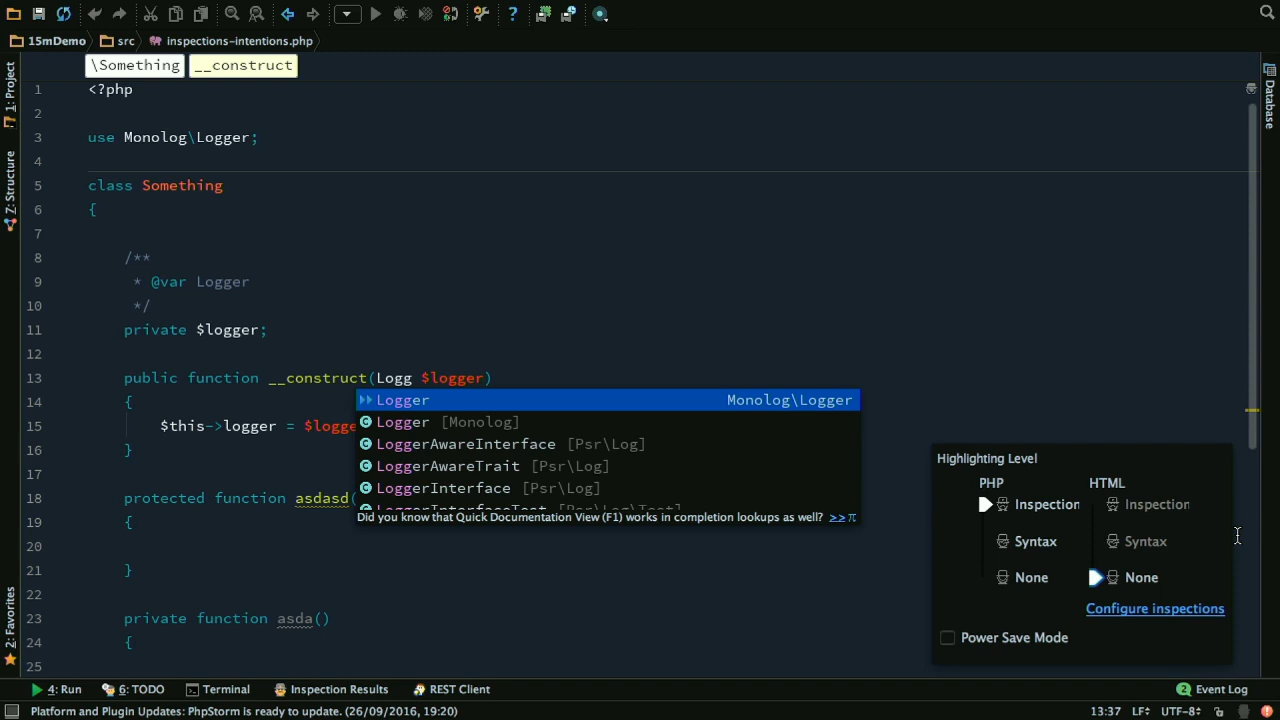 15mDemo src inspections-intentions.php
\Something __construct
1: Project
Z: Structure
2: Favorites
Database
1 <?php
2
3 use Monolog\Logger;
4
5 class Something
6 {
7
8 /**
9 * @var Logger
10 */
11 private $logger;
12
13 public function __construct(Logg $logger)
14 {
15 $this->logger = $logge
16 }
17
18 protected function asdasd(
19 {
20
21 }
22
23 private function asda()
24 {
25
Logger Monolog\Logger
Logger [Monolog]
LoggerAwareInterface [Psr\Log]
LoggerAwareTrait [Psr\Log]
LoggerInterface [Psr\Log]
LoggerInterfaceTest [Psr\Log\Test]
Did you know that Quick Documentation View (F1) works in completion lookups as well? >> π
Highlighting Level
PHP HTML
Inspection Inspection
Syntax Syntax
None None
Configure inspections
Power Save Mode
4: Run 6: TODO Terminal Inspection Results REST Client 2 Event Log
Platform and Plugin Updates: PhpStorm is ready to update. (26/09/2016, 19:20) 13:37 LF UTF-8